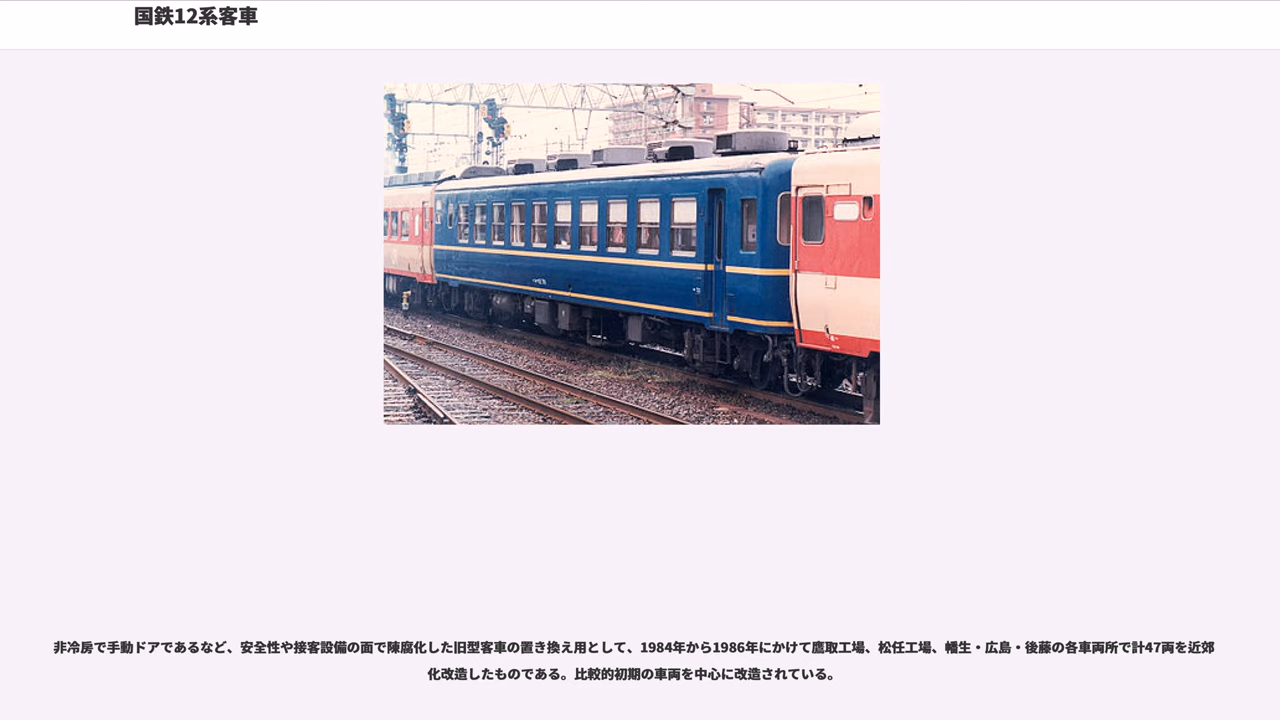 国鉄12系客車
非冷房で手動ドアであるなど、安全性や接客設備の面で陳腐化した旧型客車の置き換え用として、1984年から1986年にかけて鷹取工場、松任工場、幡生・広島・後藤の各車両所で計47両を近郊
化改造したものである。比較的初期の車両を中心に改造されている。